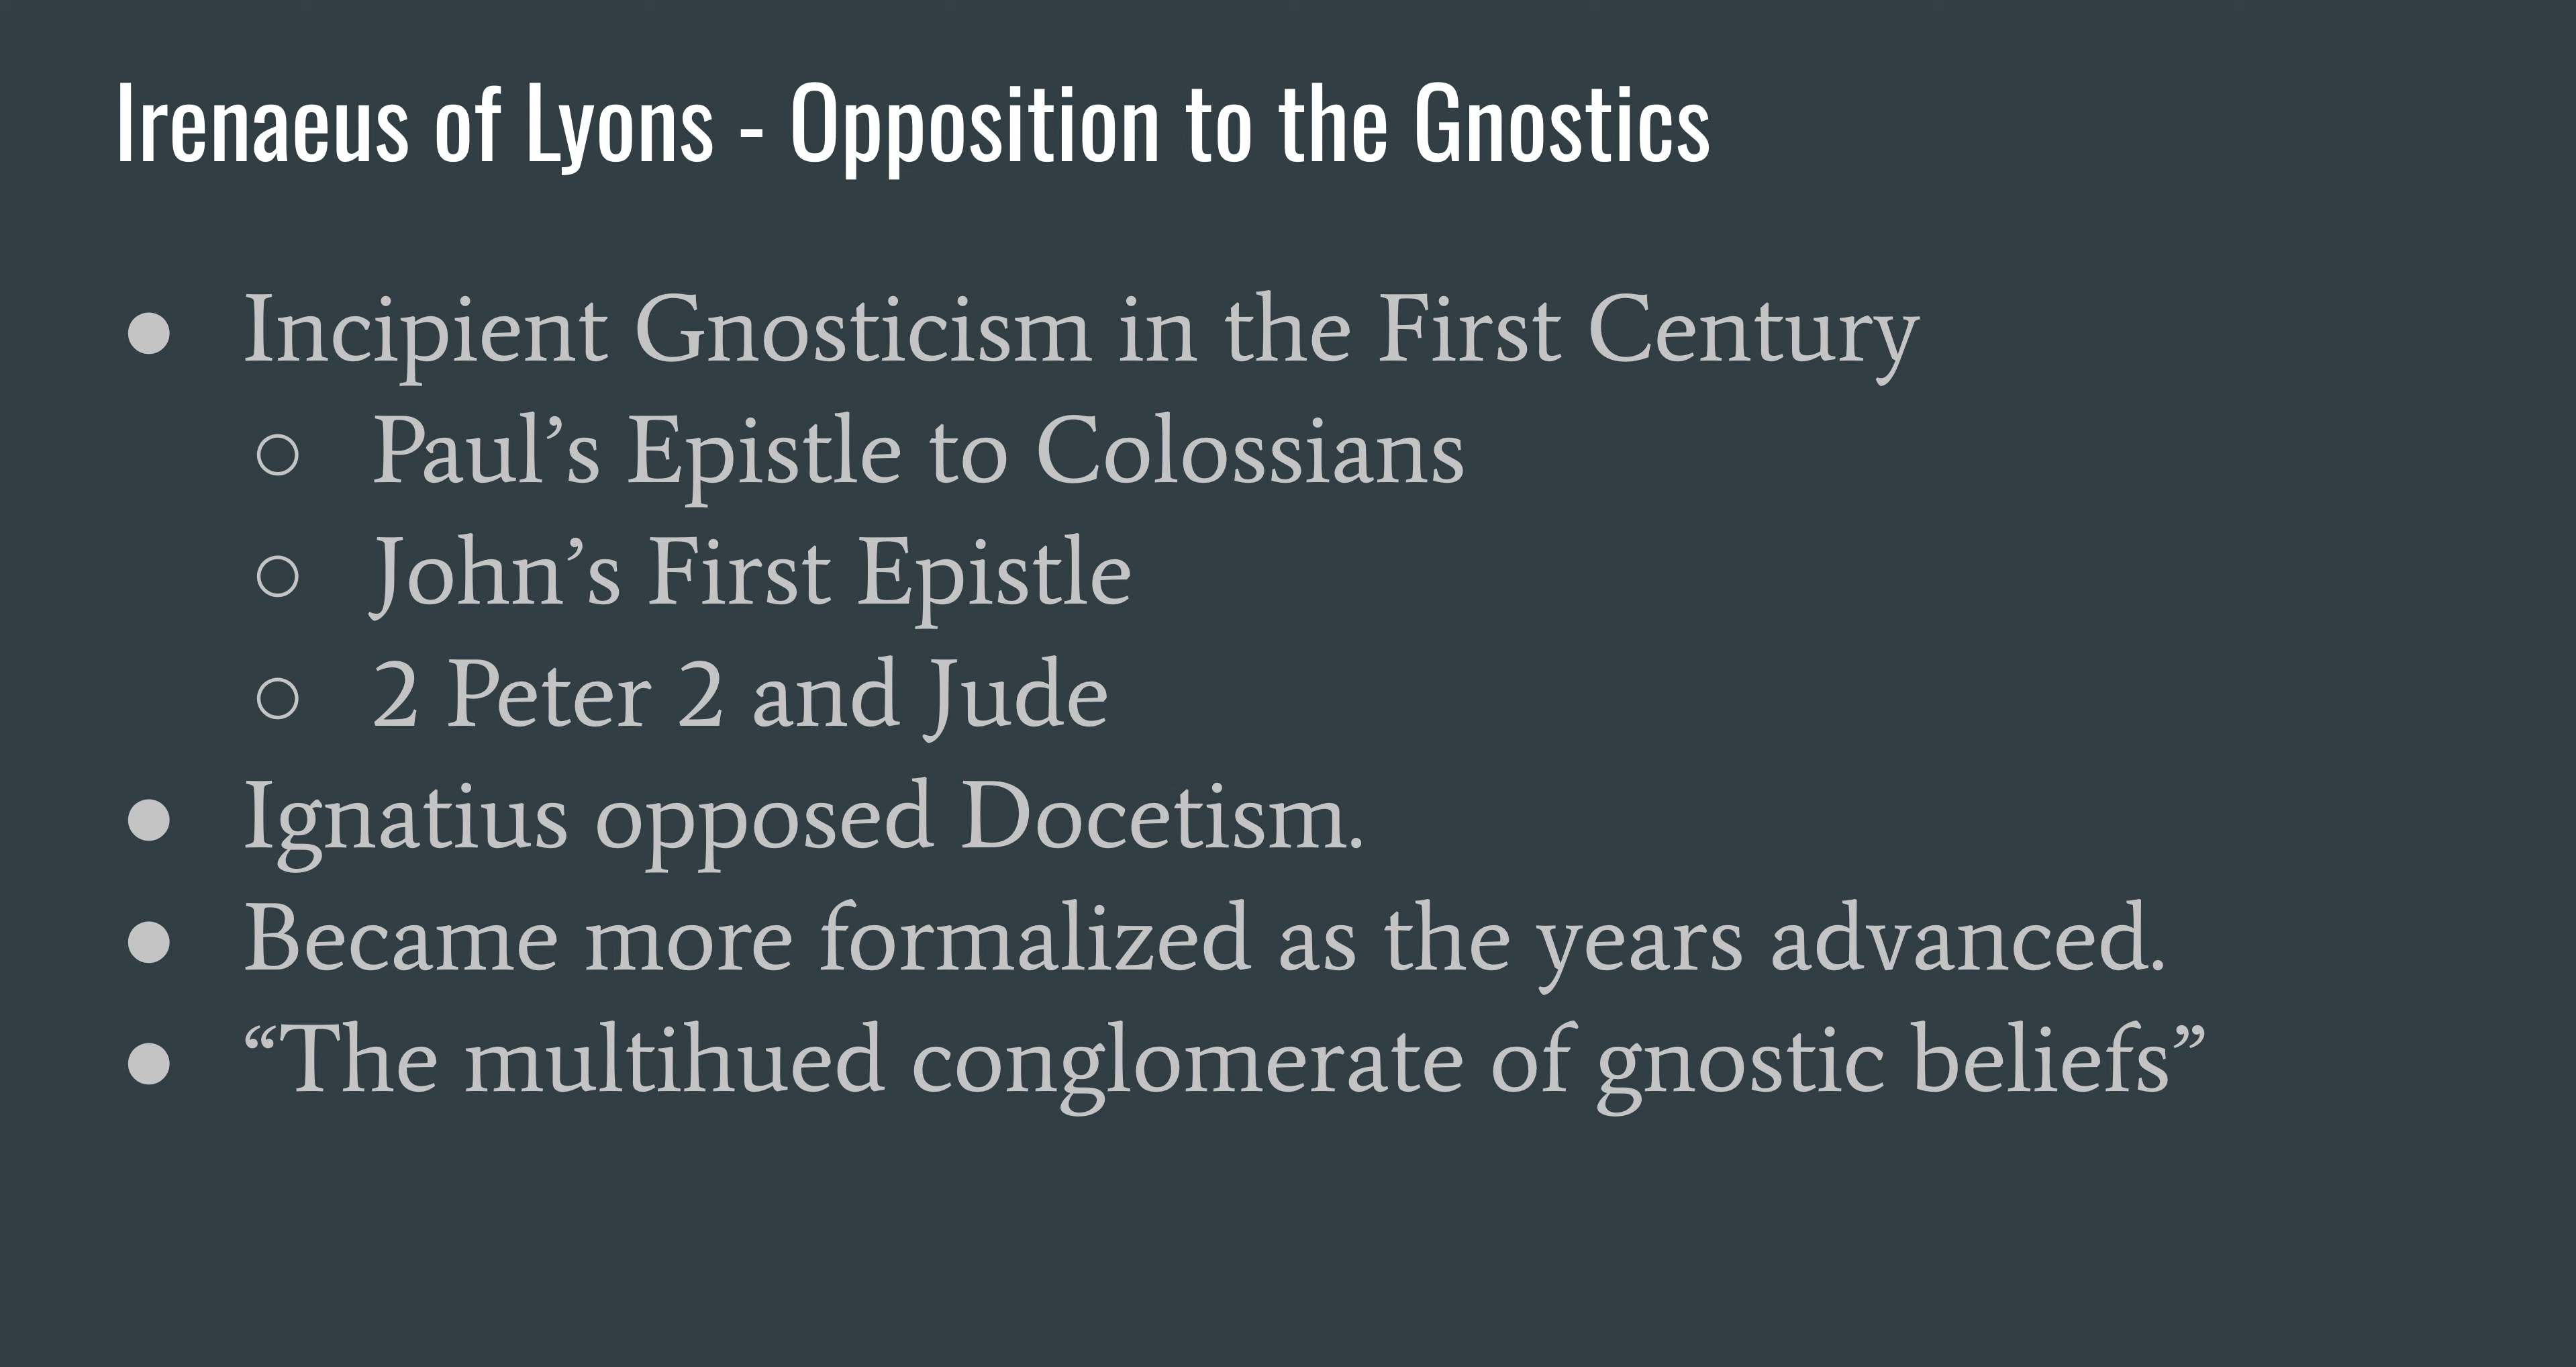 Irenaeus of Lyons - Opposition to the Gnostics
● Incipient Gnosticism in the First Century
○ Paul’s Epistle to Colossians
○ John’s First Epistle
○ 2 Peter 2 and Jude
● Ignatius opposed Docetism.
● Became more formalized as the years advanced.
● “The multihued conglomerate of gnostic beliefs”